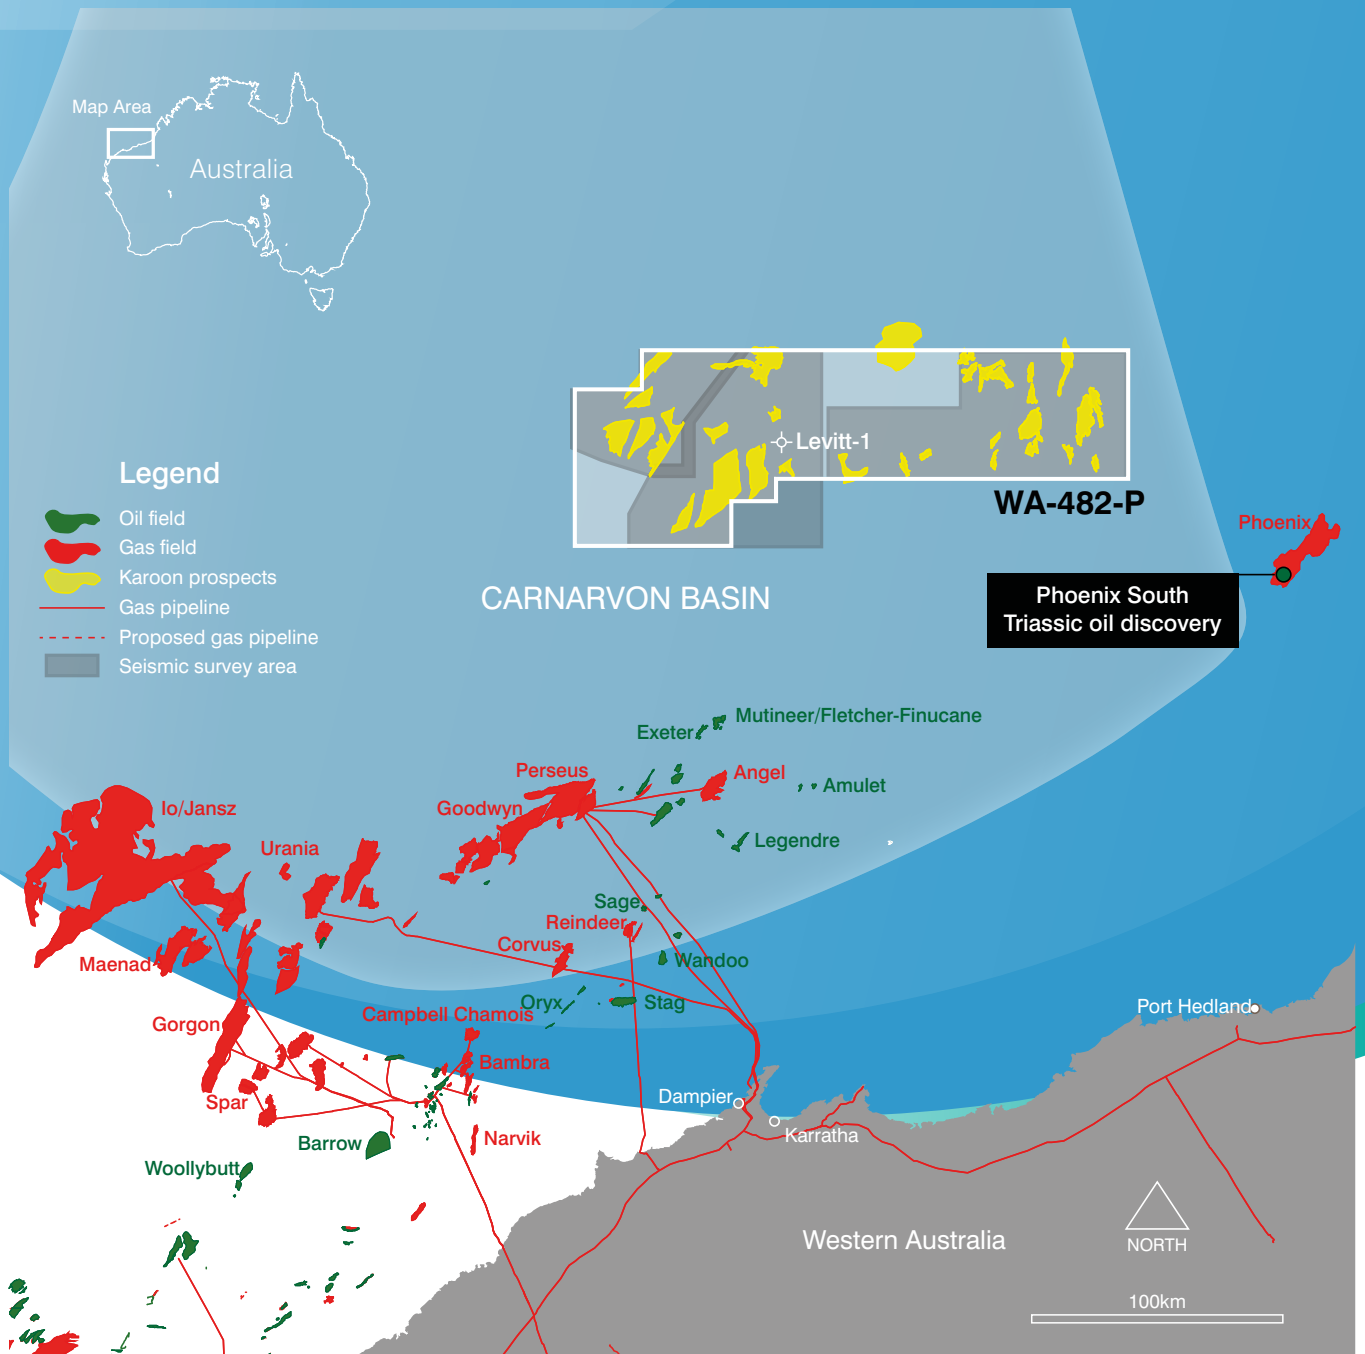 Map Area
Australia
Levitt-1
Legend
Oil field
Gas field
Karoon prospects
Gas pipeline
Proposed gas pipeline
Seismic survey area
WA-482-P
Phoenix
CARNARVON BASIN
Phoenix South
Triassic oil discovery
Mutineer/Fletcher-Finucane
Exeter
Perseus
Angel
Amulet
Io/Jansz
Goodwyn
Urania
Legendre
Sage
Reindeer
Corvus
Wandoo
Maenad
Oryx
Stag
Campbell Chamois
Port Hedland
Gorgon
Bambra
Spar
Dampier
Karratha
Barrow
Narvik
Woollybutt
Western Australia
NORTH
100km